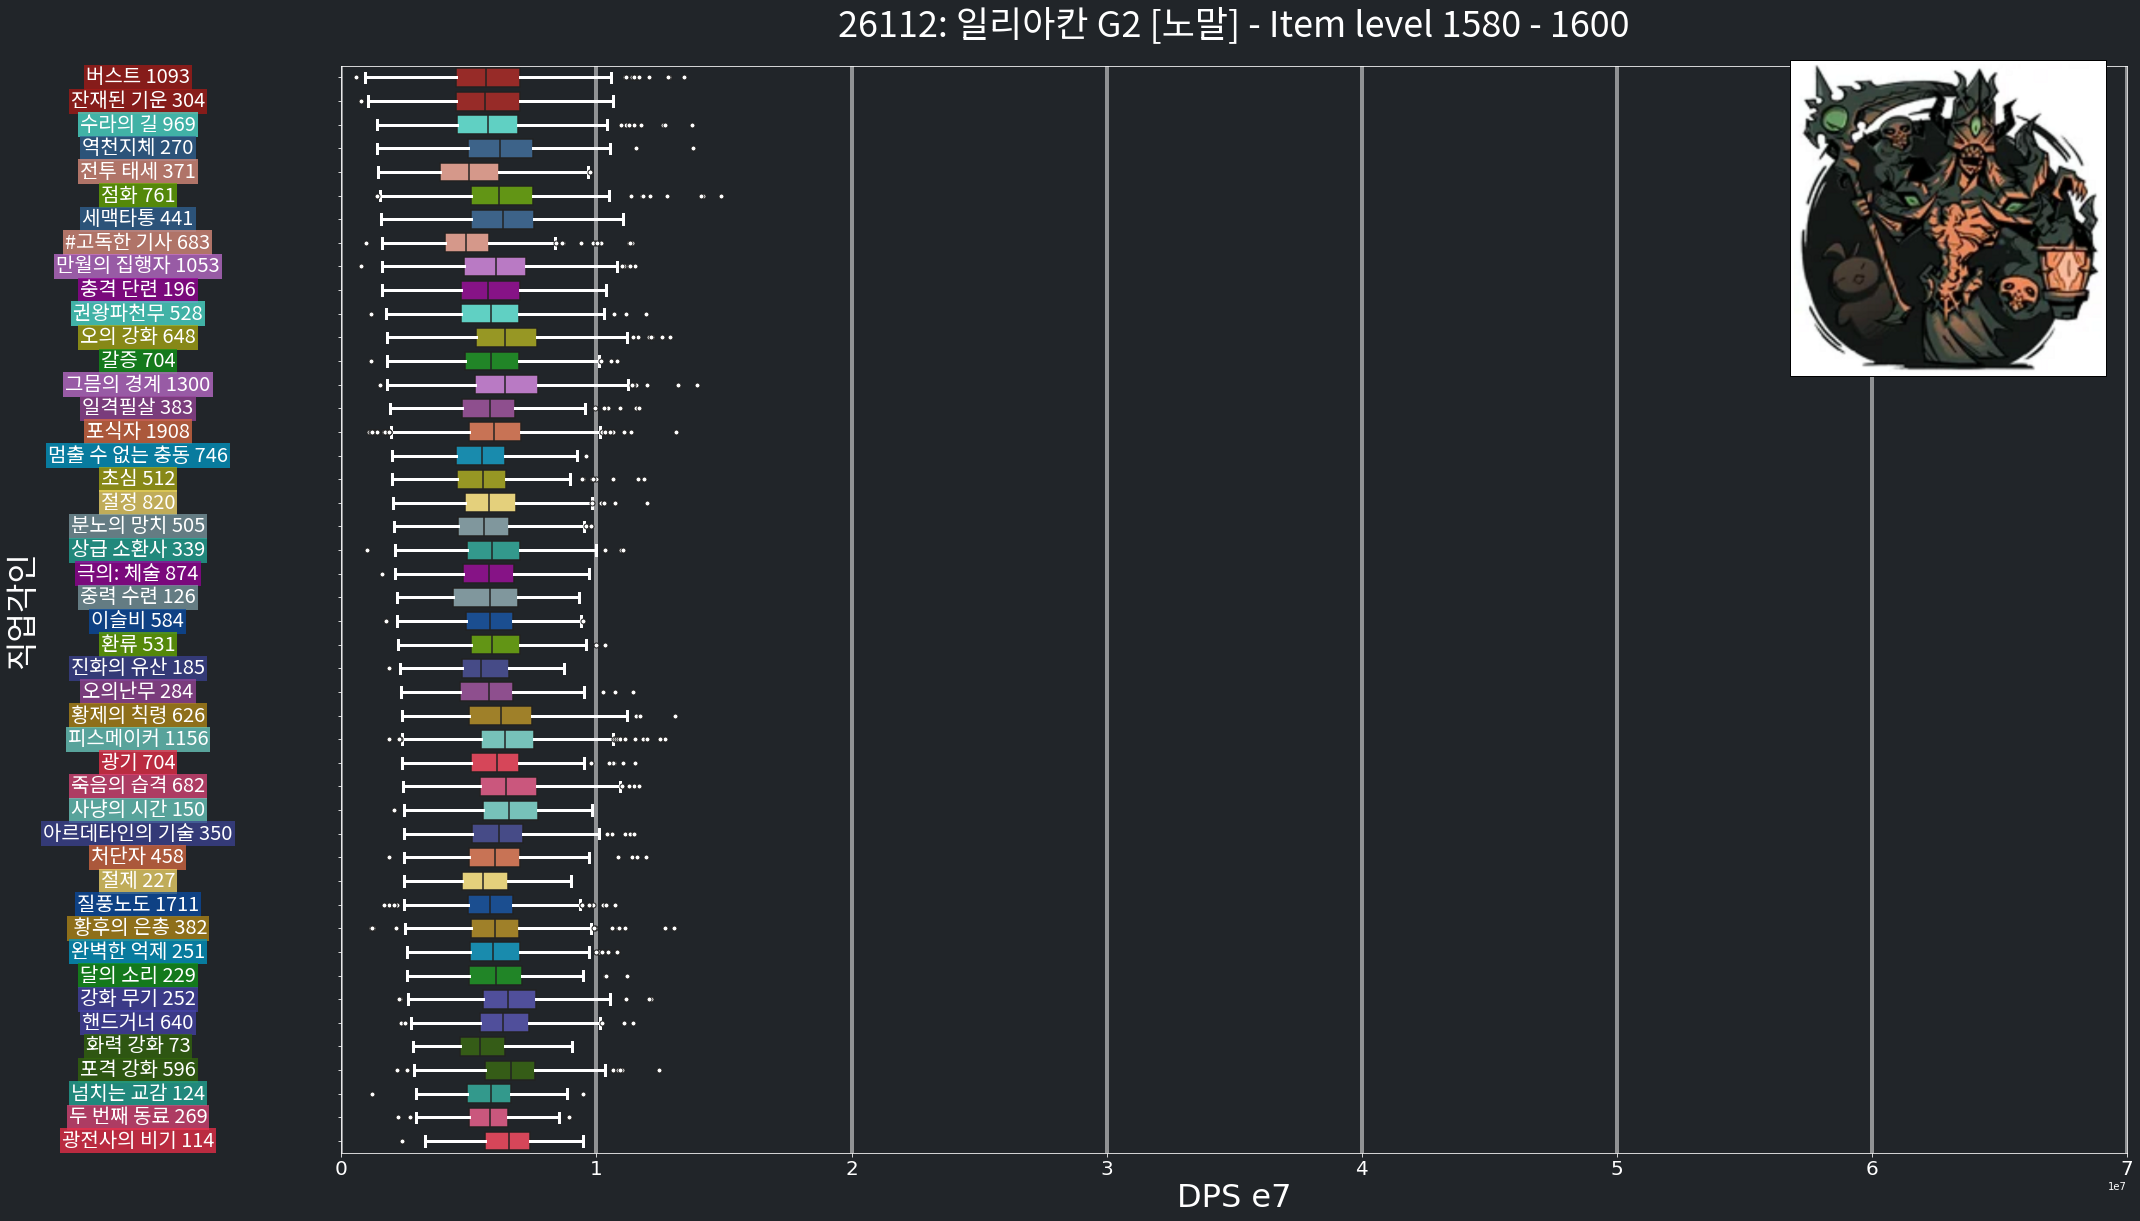 26112: 일리아칸 G2 [노말] - Item level 1580 - 1600
직업각인
버스트 1093
잔재된 기운 304
수라의 길 969
역천지체 270
전투 태세 371
점화 761
세맥타통 441
#고독한 기사 683
만월의 집행자 1053
충격 단련 196
권왕파천무 528
오의 강화 648
갈증 704
그믐의 경계 1300
일격필살 383
포식자 1908
멈출 수 없는 충동 746
초심 512
절정 820
분노의 망치 505
상급 소환사 339
극의: 체술 874
중력 수련 126
이슬비 584
환류 531
진화의 유산 185
오의난무 284
황제의 칙령 626
피스메이커 1156
광기 704
죽음의 습격 682
사냥의 시간 150
아르데타인의 기술 350
처단자 458
절제 227
질풍노도 1711
황후의 은총 382
완벽한 억제 251
달의 소리 229
강화 무기 252
핸드거너 640
화력 강화 73
포격 강화 596
넘치는 교감 124
두 번째 동료 269
광전사의 비기 114
0 1 2 3 4 5 6 7
1e7
DPS e7